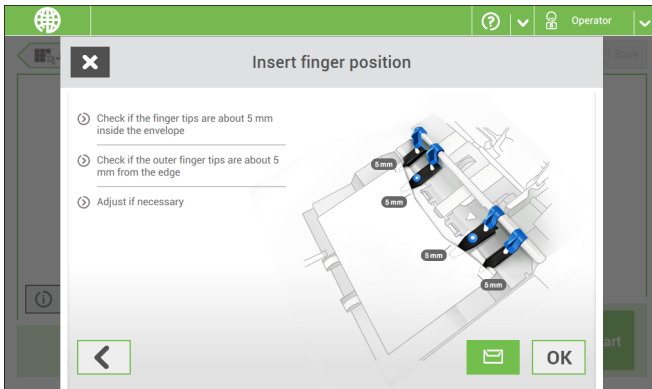 Operator
Save
Insert finger position
Check if the finger tips are about 5 mm
inside the envelope
Check if the outer finger tips are about 5
mm from the edge
Adjust if necessary
5 mm
5 mm
5 mm
5 mm
art
OK